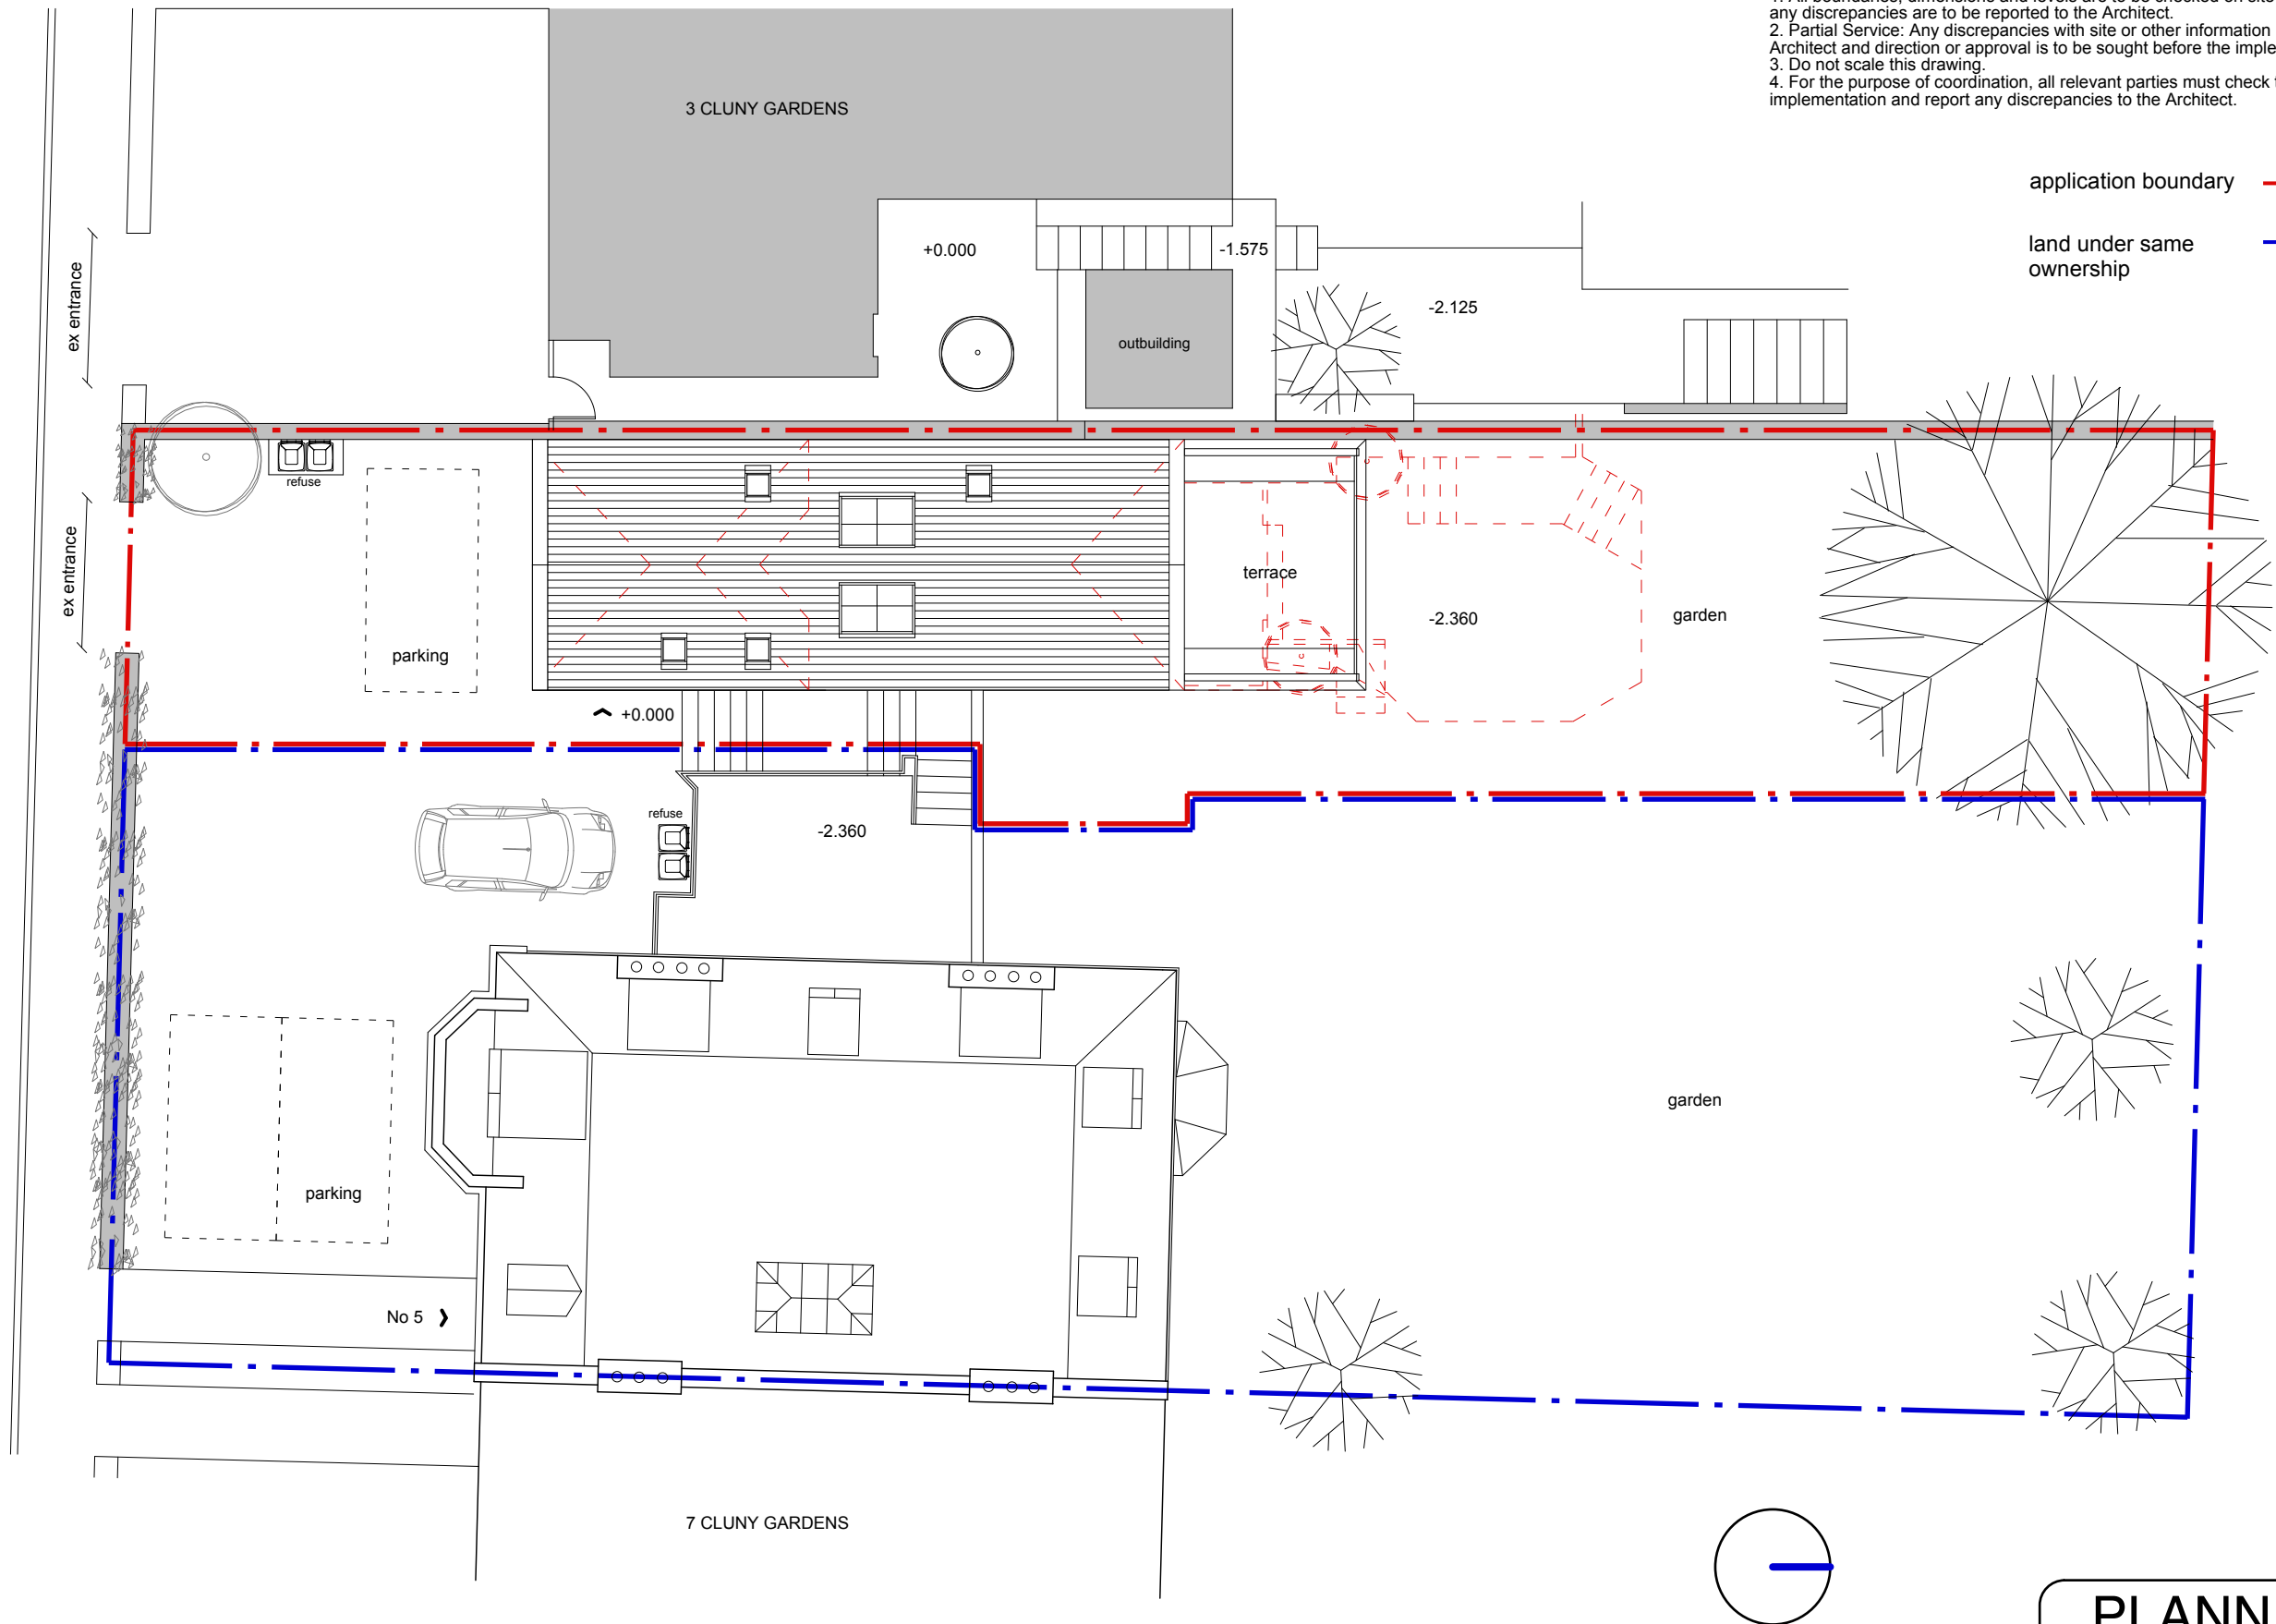 any discrepancies are to be reported to the Architect.
2. Partial Service: Any discrepancies with site or other information
Architect and direction or approval is to be sought before the imple
3. Do not scale this drawing.
4. For the purpose of coordination, all relevant parties must check
implementation and report any discrepancies to the Architect.
application boundary
land under same
ownership
3 CLUNY GARDENS
+0.000
-1.575
-2.125
outbuilding
ex entrance
refuse
ex entrance
parking
terrace
-2.360
garden
+0.000
refuse
-2.360
garden
parking
No 5
7 CLUNY GARDENS
PLANN